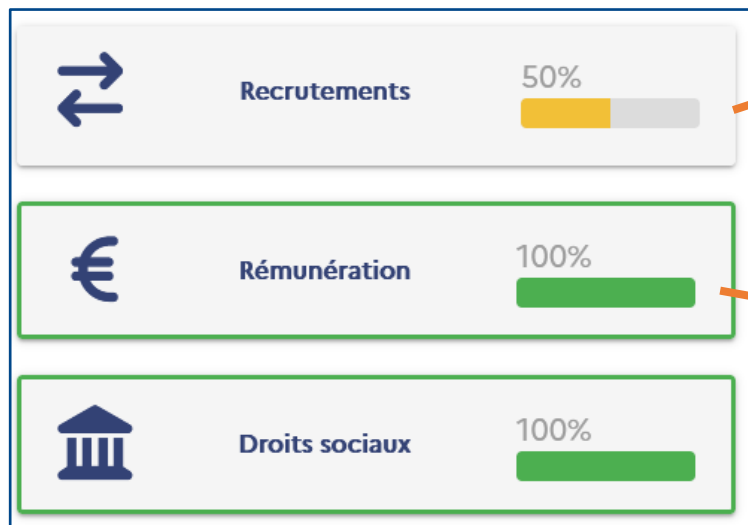 50%
Recrutements
100%
Rémunération
100%
Droits sociaux